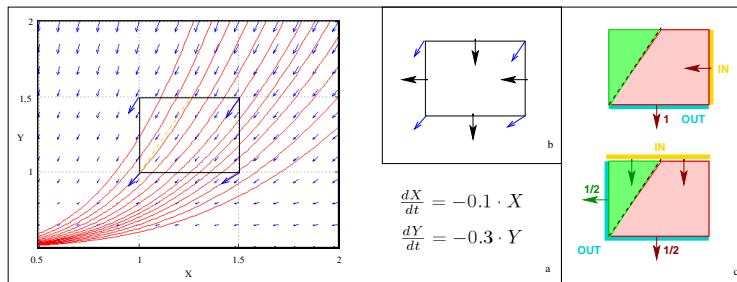 2
1.5
Y
1
0.5
1
1.5
2
X
b
dX/dt = −0.1 · X
dY/dt = −0.3 · Y
a
IN
1
OUT
IN
1/2
OUT
1/2